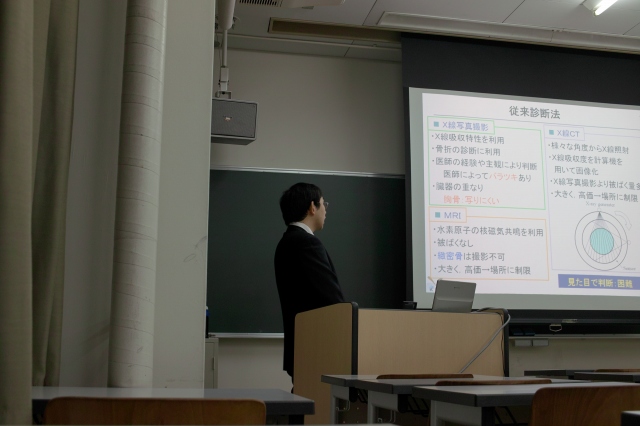 従来診断法
■ X線写真撮影
・X線吸収特性を利用
・骨折の診断に利用
・医師の経験や主観により判断
医師によってバラツキあり
・臓器の重なり
■ MRI
・水素原子の核磁気共鳴を利用
・被ばくなし
・緻密骨は撮影不可
・大きく、高価→場所に制限
■ X線CT
・様々な角度からX線照射
・X線吸収度を計算機を
用いて画像化
・X線写真撮影より被ばく量多
・大きく、高価→場所に制限
見た目で判断 困難